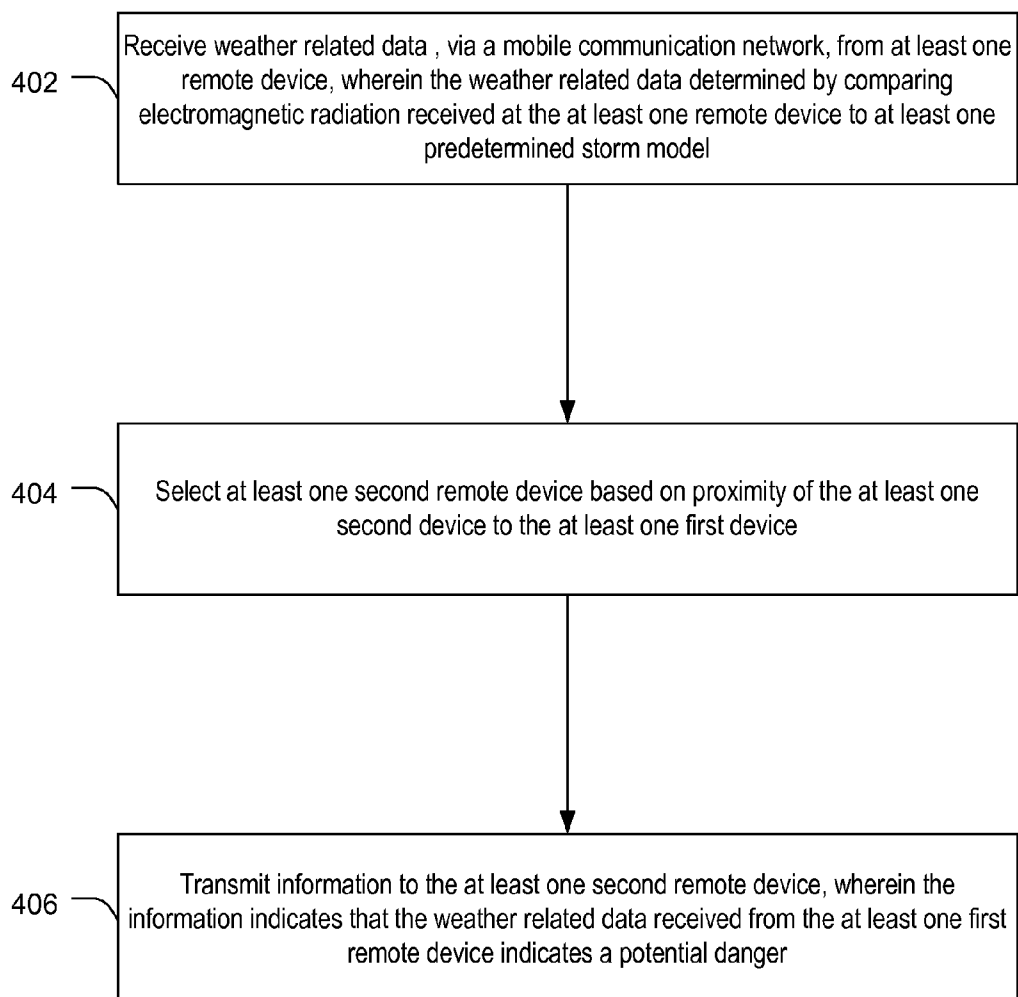 402
Receive weather related data , via a mobile communication network, from at least one
remote device, wherein the weather related data determined by comparing
electromagnetic radiation received at the at least one remote device to at least one
predetermined storm model
404
Select at least one second remote device based on proximity of the at least one
second device to the at least one first device
406
Transmit information to the at least one second remote device, wherein the
information indicates that the weather related data received from the at least one first
remote device indicates a potential danger